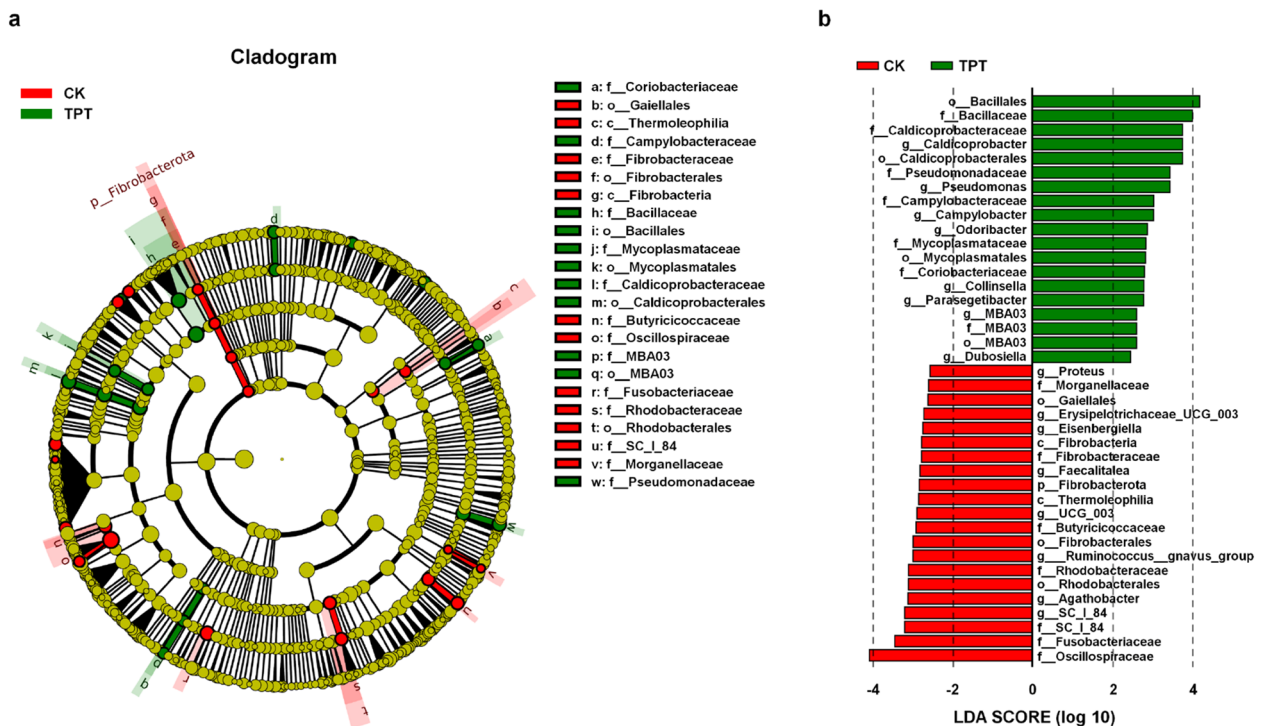 a
Cladogram
CK
TPT
a: f__Coriobacteriaceae
b: o__Gaiellales
c: c__Thermoleophilia
d: f__Campylobacteraceae
e: f__Fibrobacteraceae
f: o__Fibrobacterales
g: c__Fibrobacteria
h: f__Bacillaceae
i: o__Bacillales
j: f__Mycoplasmataceae
k: o__Mycoplasmatales
l: f__Caldicoprobacteraceae
m: o__Caldicoprobacterales
n: f__Butyricicoccaceae
o: f__Oscillospiraceae
p: f__MBA03
q: o__MBA03
r: f__Fusobacteriaceae
s: f__Rhodobacteraceae
t: o__Rhodobacterales
u: f__SC_I_84
v: f__Morganellaceae
w: f__Pseudomonadaceae
p__Fibrobacterota
g
f
e
i
h
d
c
b
a
k
j
m
l
w
v
u
n
o
p
q
r
s
t
b
CK
TPT
o__Bacillales
f__Bacillaceae
f__Caldicoprobacteraceae
g__Caldicoprobacter
o__Caldicoprobacterales
f__Pseudomonadaceae
g__Pseudomonas
f__Campylobacteraceae
g__Campylobacter
g__Odoribacter
f__Mycoplasmataceae
o__Mycoplasmatales
f__Coriobacteriaceae
g__Collinsella
g__Parasegetibacter
g__MBA03
f__MBA03
o__MBA03
g__Dubosiella
g__Proteus
f__Morganellaceae
o__Gaiellales
g__Erysipelotrichaceae_UCG_003
g__Eisenbergiella
c__Fibrobacteria
f__Fibrobacteraceae
g__Faecalitalea
p__Fibrobacterota
c__Thermoleophilia
g__UCG_003
f__Butyricicoccaceae
o__Fibrobacterales
g___Ruminococcus__gnavus_group
f__Rhodobacteraceae
o__Rhodobacterales
g__Agathobacter
g__SC_I_84
f__SC_I_84
f__Fusobacteriaceae
f__Oscillospiraceae
-4 -2 0 2 4
LDA SCORE (log 10)